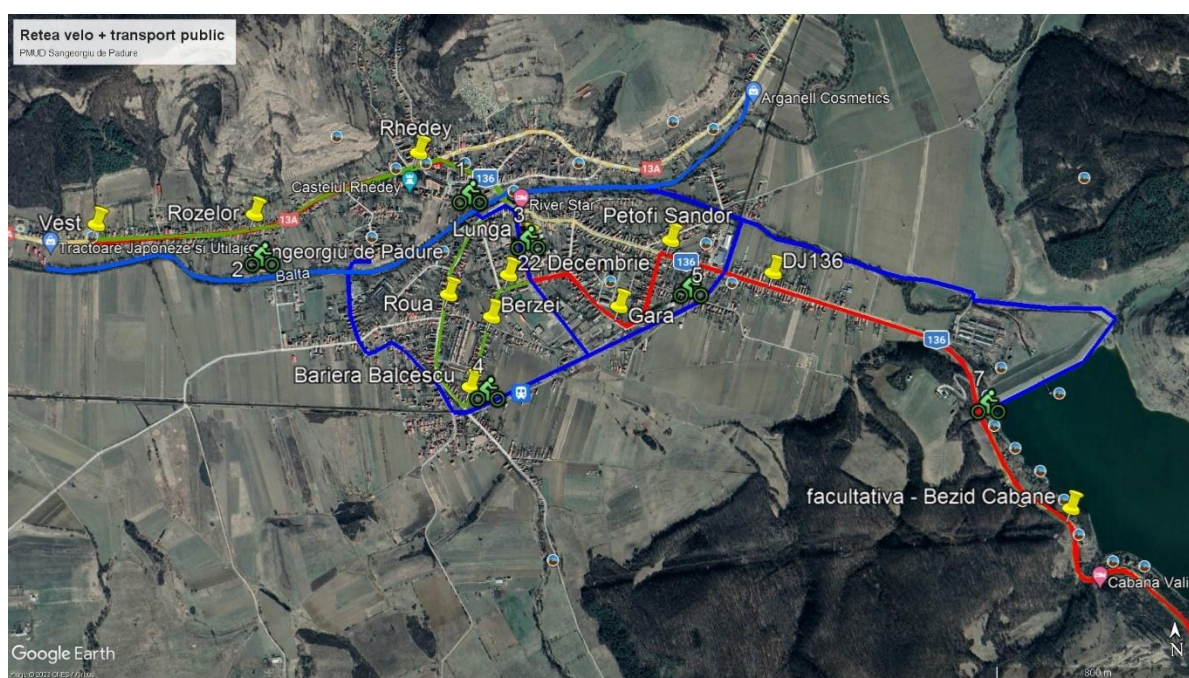 Retea velo + transport public
PMUD Sangeorgiu de Padure
Arganell Cosmetics
Rhedey
13A
1
136
Castelul Rhedey
River Star
Rozelor
Vest
13A
3
Petofi Sandor
Lunga
Tractoare Japoneze si Utilaje
Sangeorgiu de Pădure
2
Balta
22 Decembrie
136
5
DJ136
Roua
Berzei
Gara
136
Bariera Balcescu
4
7
facultativa - Bezid Cabane
Cabana Vali
N
Google Earth
800 m